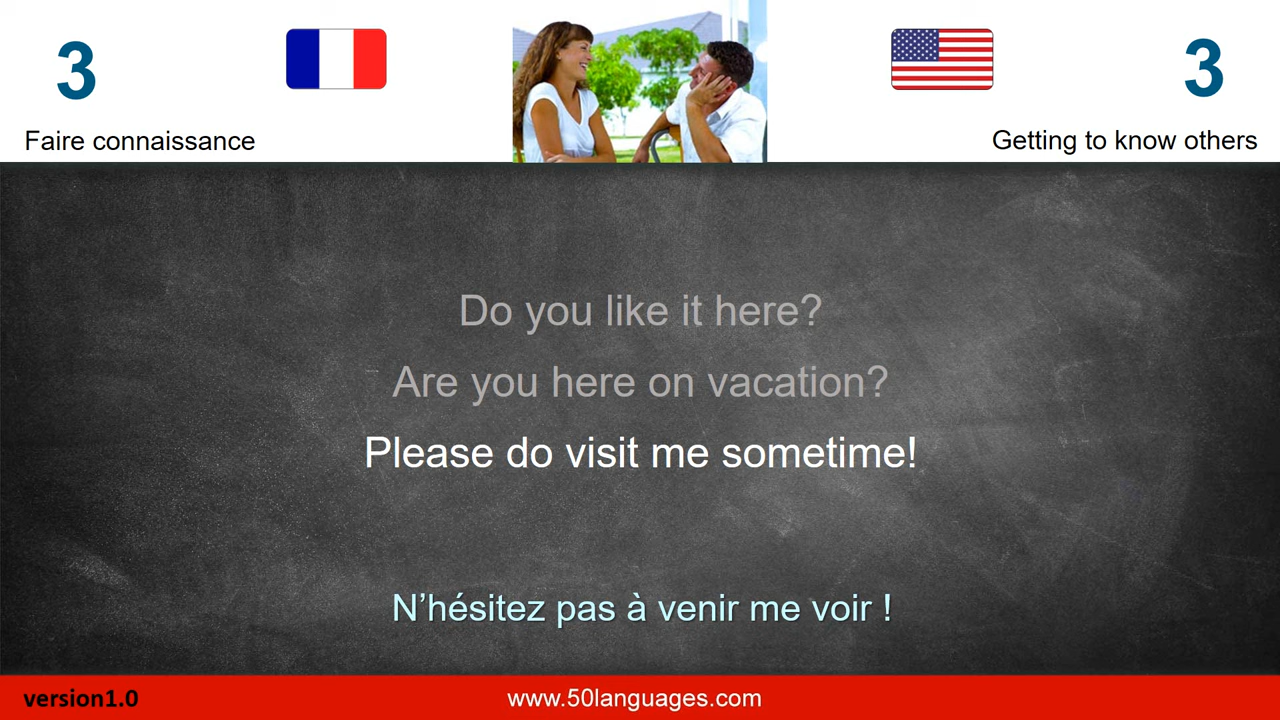 3
3
Faire connaissance
Getting to know others
Do you like it here?
Are you here on vacation?
Please do visit me sometime!
N’hésitez pas à venir me voir !
version1.0
www.50languages.com